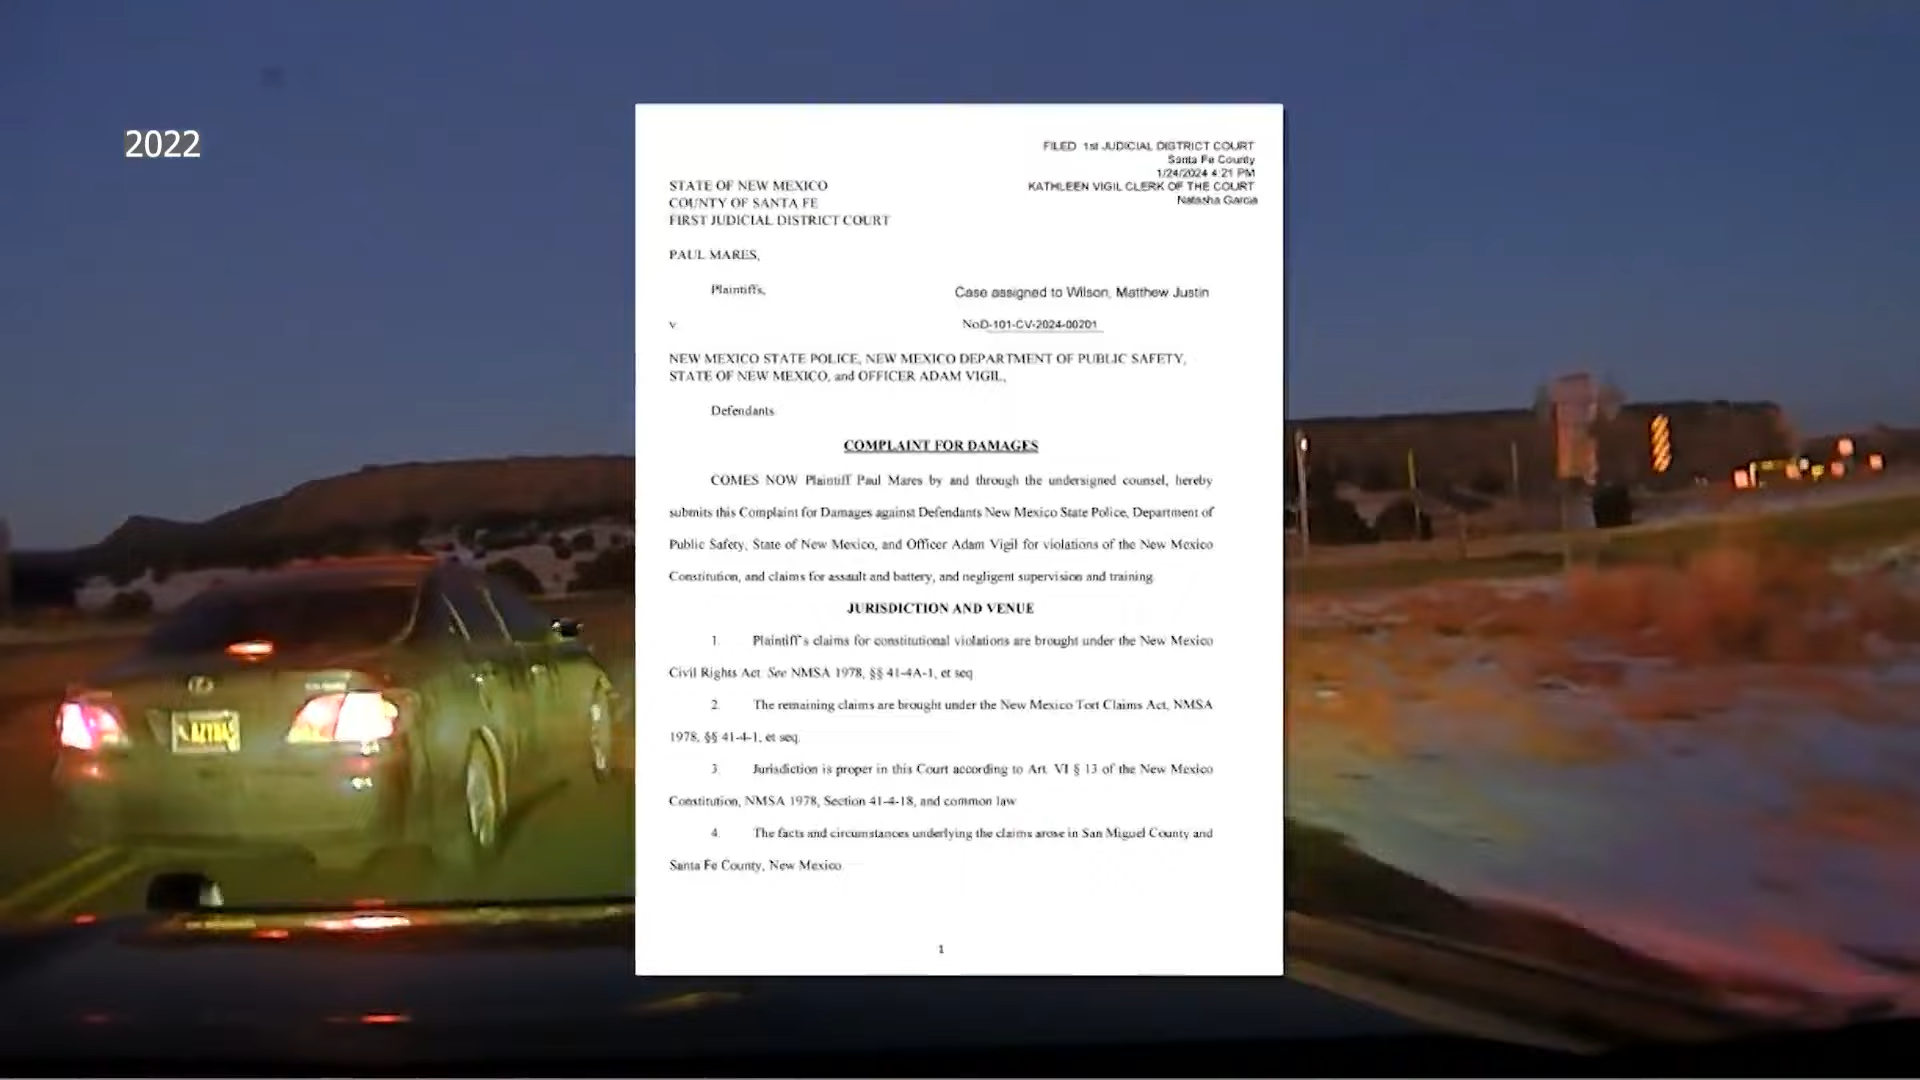 2022
FILED 1st JUDICIAL DISTRICT COURT
Santa Fe County
1/24/2024 4:21 PM
KATHLEEN VIGIL CLERK OF THE COURT
Natasha Garcia
STATE OF NEW MEXICO
COUNTY OF SANTA FE
FIRST JUDICIAL DISTRICT COURT
PAUL MARES,
Plaintiffs,
Case assigned to Wilson, Matthew Justin
v
NoD-101-CV-2024-00201
NEW MEXICO STATE POLICE, NEW MEXICO DEPARTMENT OF PUBLIC SAFETY,
STATE OF NEW MEXICO, and OFFICER ADAM VIGIL,
Defendants
COMPLAINT FOR DAMAGES
COMES NOW Plaintiff Paul Mares by and through the undersigned counsel, hereby
submits this Complaint for Damages against Defendants New Mexico State Police, Department of
Public Safety, State of New Mexico, and Officer Adam Vigil for violations of the New Mexico
Constitution, and claims for assault and battery, and negligent supervision and training
JURISDICTION AND VENUE
1. Plaintiff's claims for constitutional violations are brought under the New Mexico
Civil Rights Act. See NMSA 1978, §§ 41-4A-1, et seq
2. The remaining claims are brought under the New Mexico Tort Claims Act, NMSA
1978, §§ 41-4-1, et seq.
3. Jurisdiction is proper in this Court according to Art. VI § 13 of the New Mexico
Constitution, NMSA 1978, Section 41-4-18, and common law
4. The facts and circumstances underlying the claims arose in San Miguel County and
Santa Fe County, New Mexico
1